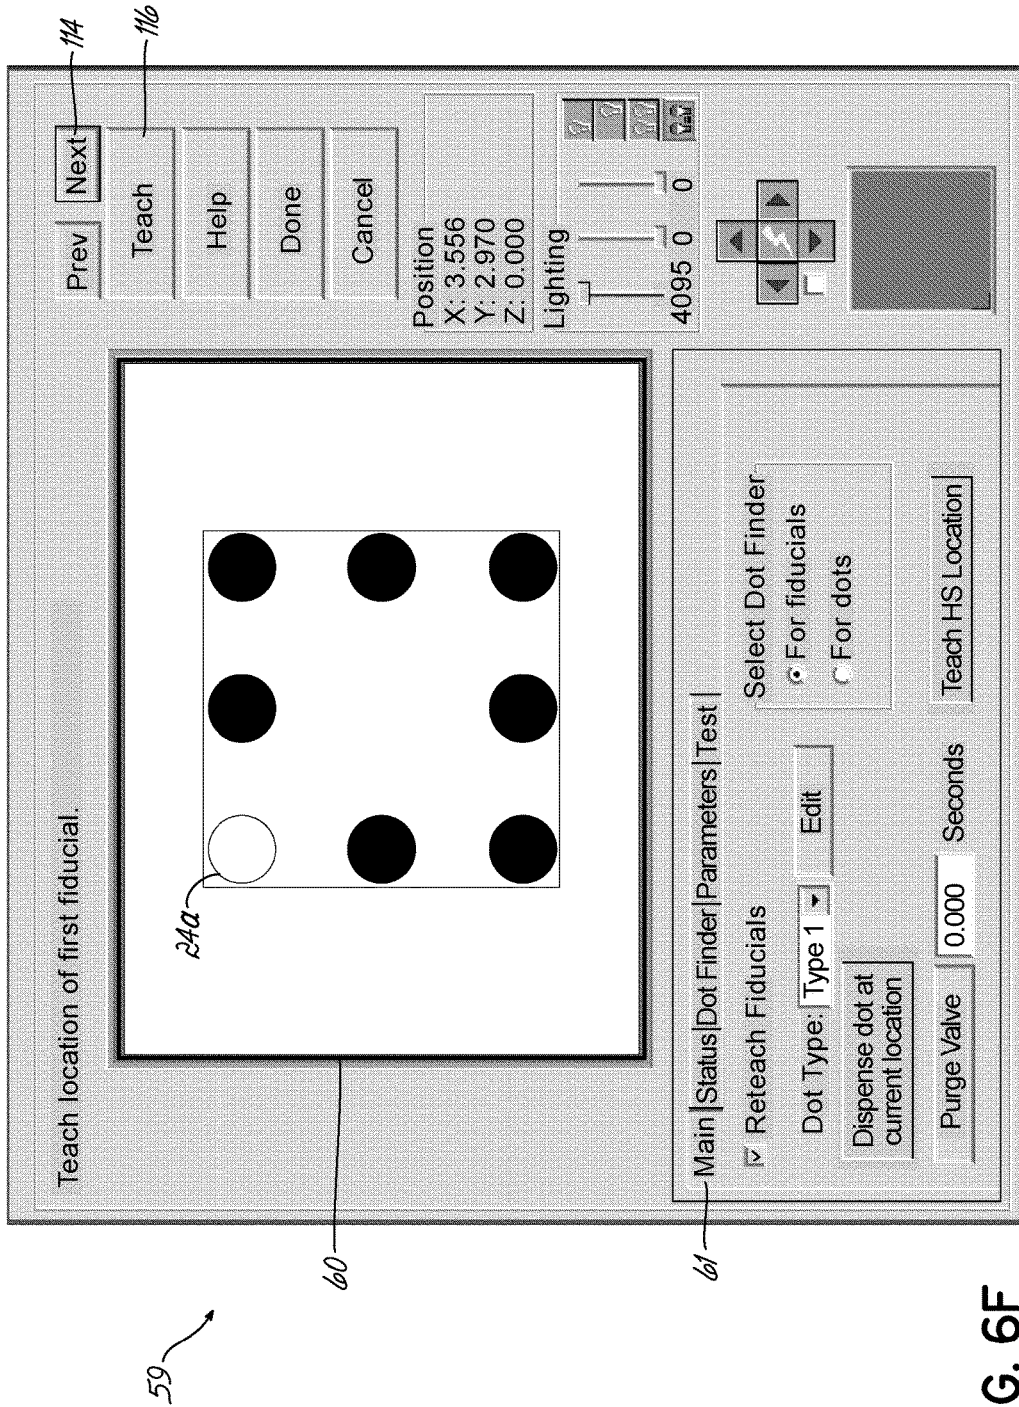 59
Teach location of first fiducial.
Prev
Next
114
Teach
116
Help
Done
Cancel
60
24a
Position
X: 3.556
Y: 2.970
Z: 0.000
Lighting
4095
0
0
61
Main|Status|Dot Finder|Parameters|Test|
Reteach Fiducials
Dot Type: Type 1
Edit
Dispense dot at
current location
Purge Valve
0.000 Seconds
Select Dot Finder
For fiducials
For dots
Teach HS Location
G. 6F